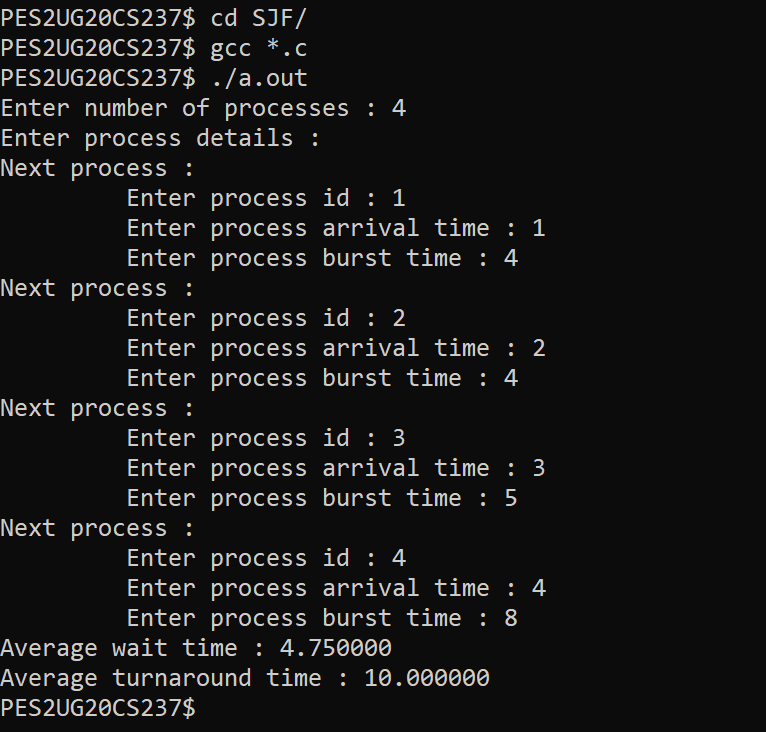 PES2UG20CS237$ cd SJF/
PES2UG20CS237$ gcc *.c
PES2UG20CS237$ ./a.out
Enter number of processes : 4
Enter process details :
Next process :
Enter process id : 1
Enter process arrival time : 1
Enter process burst time : 4
Next process :
Enter process id : 2
Enter process arrival time : 2
Enter process burst time : 4
Next process :
Enter process id : 3
Enter process arrival time : 3
Enter process burst time : 5
Next process :
Enter process id : 4
Enter process arrival time : 4
Enter process burst time : 8
Average wait time : 4.750000
Average turnaround time : 10.000000
PES2UG20CS237$